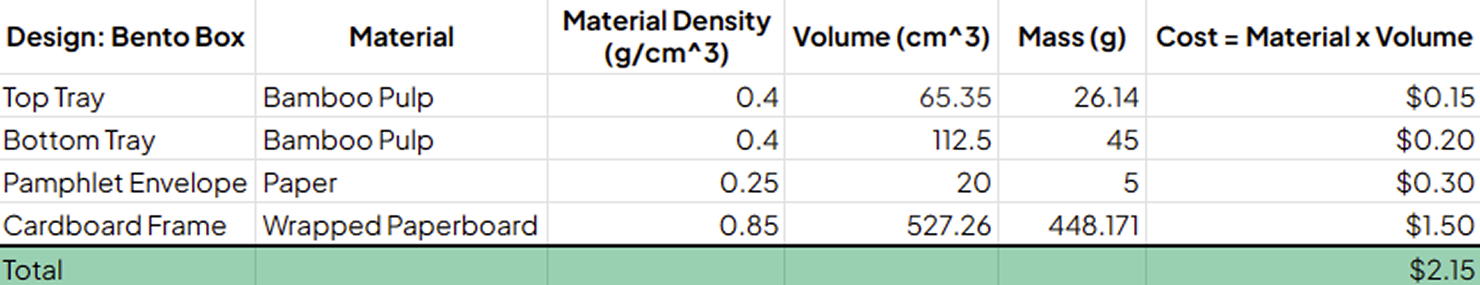 Design: Bento Box Material Material Density (g/cm^3) Volume (cm^3) Mass (g) Cost = Material x Volume
Top Tray Bamboo Pulp 0.4 65.35 26.14 $0.15
Bottom Tray Bamboo Pulp 0.4 112.5 45 $0.20
Pamphlet Envelope Paper 0.25 20 5 $0.30
Cardboard Frame Wrapped Paperboard 0.85 527.26 448.171 $1.50
Total $2.15